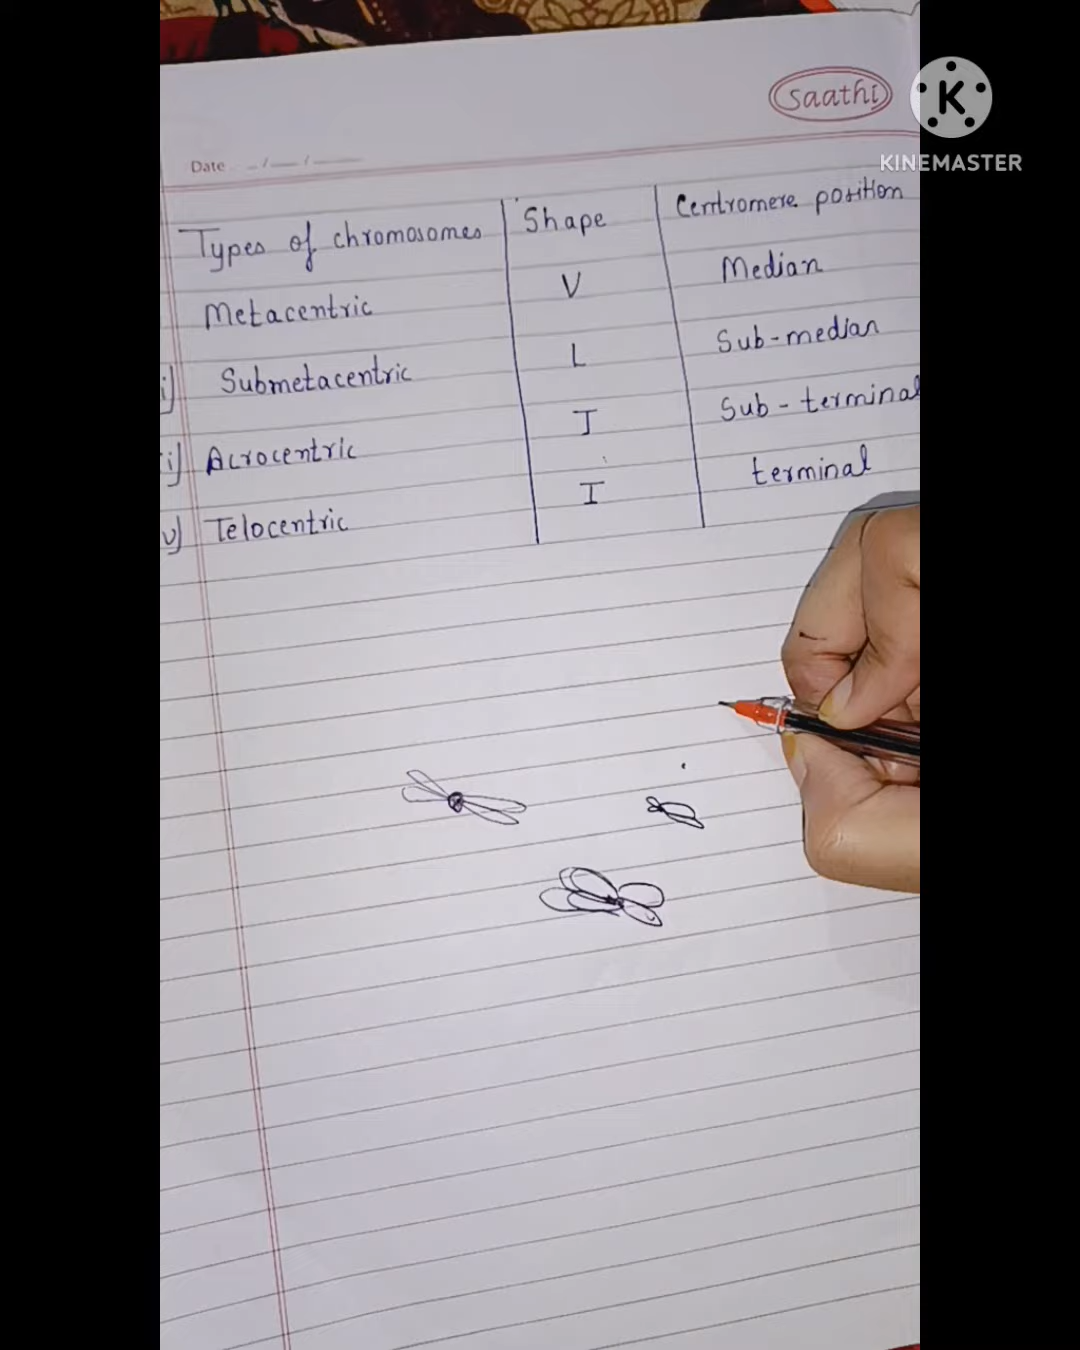 saathi
K
KINEMASTER
Date _/_/_
Types of chromosomes Shape Centromere position
Metacentric V Median
i) Submetacentric L Sub-median
i) Acrocentric J Sub-terminal
v) Telocentric I terminal